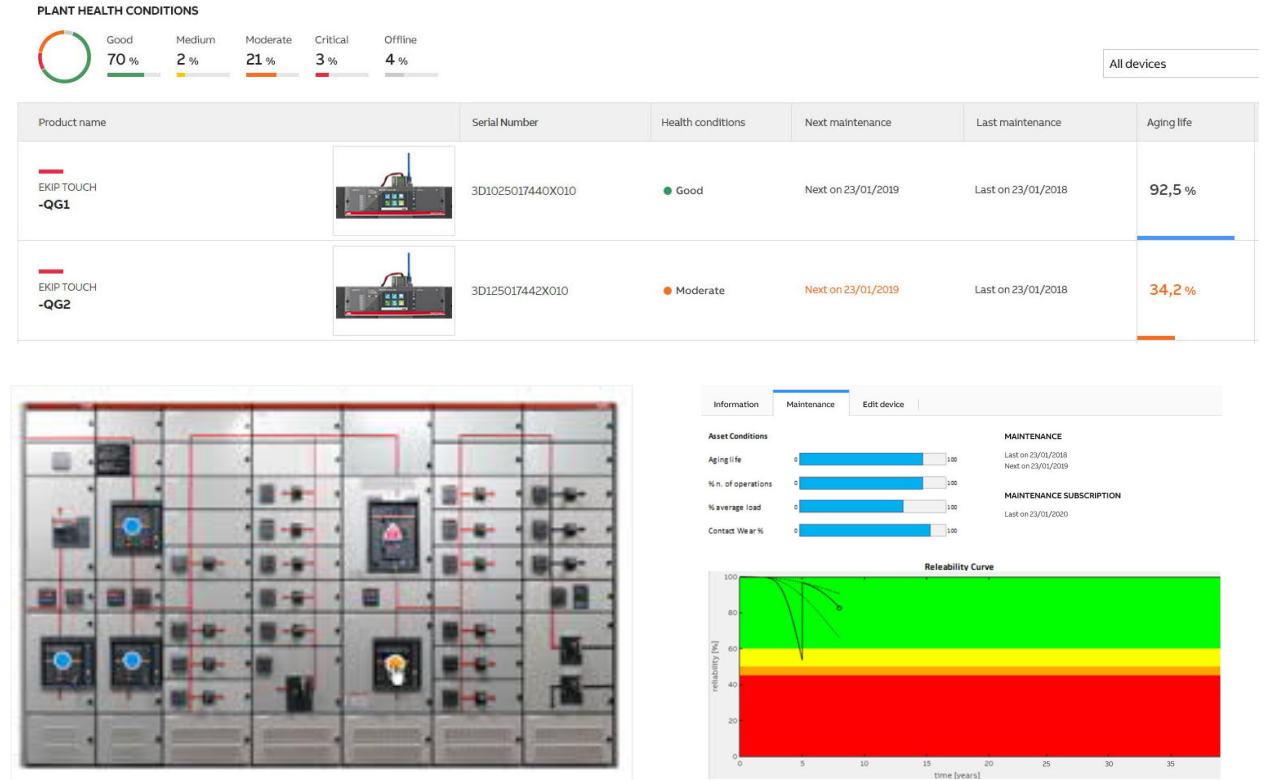 PLANT HEALTH CONDITIONS
Good Medium Moderate Critical Offline
70 % 2 % 21 % 3 % 4 %
All devices
Product name Serial Number Health conditions Next maintenance Last maintenance Aging life
EKIP TOUCH
-QG1
3D1025017440X010 Good Next on 23/01/2019 Last on 23/01/2018 92,5 %
EKIP TOUCH
-QG2
3D125017442X010 Moderate Next on 23/01/2019 Last on 23/01/2018 34,2 %
Information Maintenance Edit device
Asset Conditions
Aging life 0 100
% n. of operations 0 100
% average load 0 100
Contact Wear % 0 100
MAINTENANCE
Last on 23/01/2018
Next on 23/01/2019
MAINTENANCE SUBSCRIPTION
Last on 23/01/2020
Releability Curve
100
80
60
40
20
0
reliability [%]
0 5 10 15 20 25 30 35
time [years]